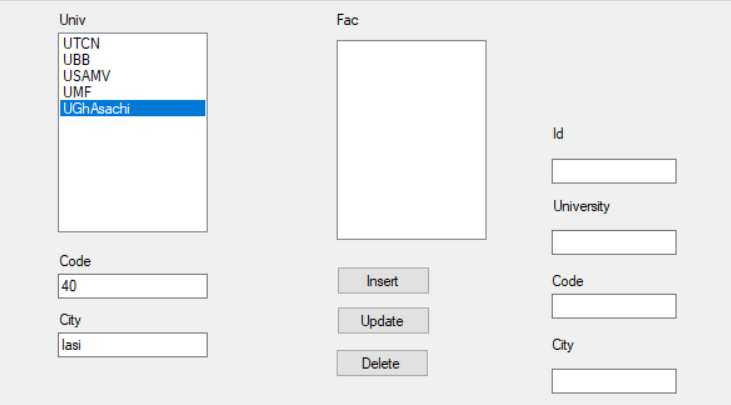 Univ
UTCN
UBB
USAMV
UMF
UGhAsachi
Code
40
City
Iasi
Fac
Insert
Update
Delete
Id
University
Code
City